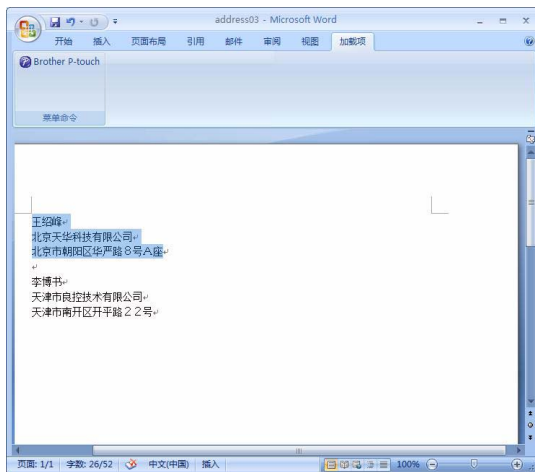 address03 - Microsoft Word
开始 插入 页面布局 引用 邮件 审阅 视图 加载项
Brother P-touch
菜单命令
王绍峰
北京天华科技有限公司
北京市朝阳区华严路８号Ａ座
李博书
天津市良控技术有限公司
天津市南开区开平路２２号
页面: 1/1 字数: 26/52 中文(中国) 插入 100%